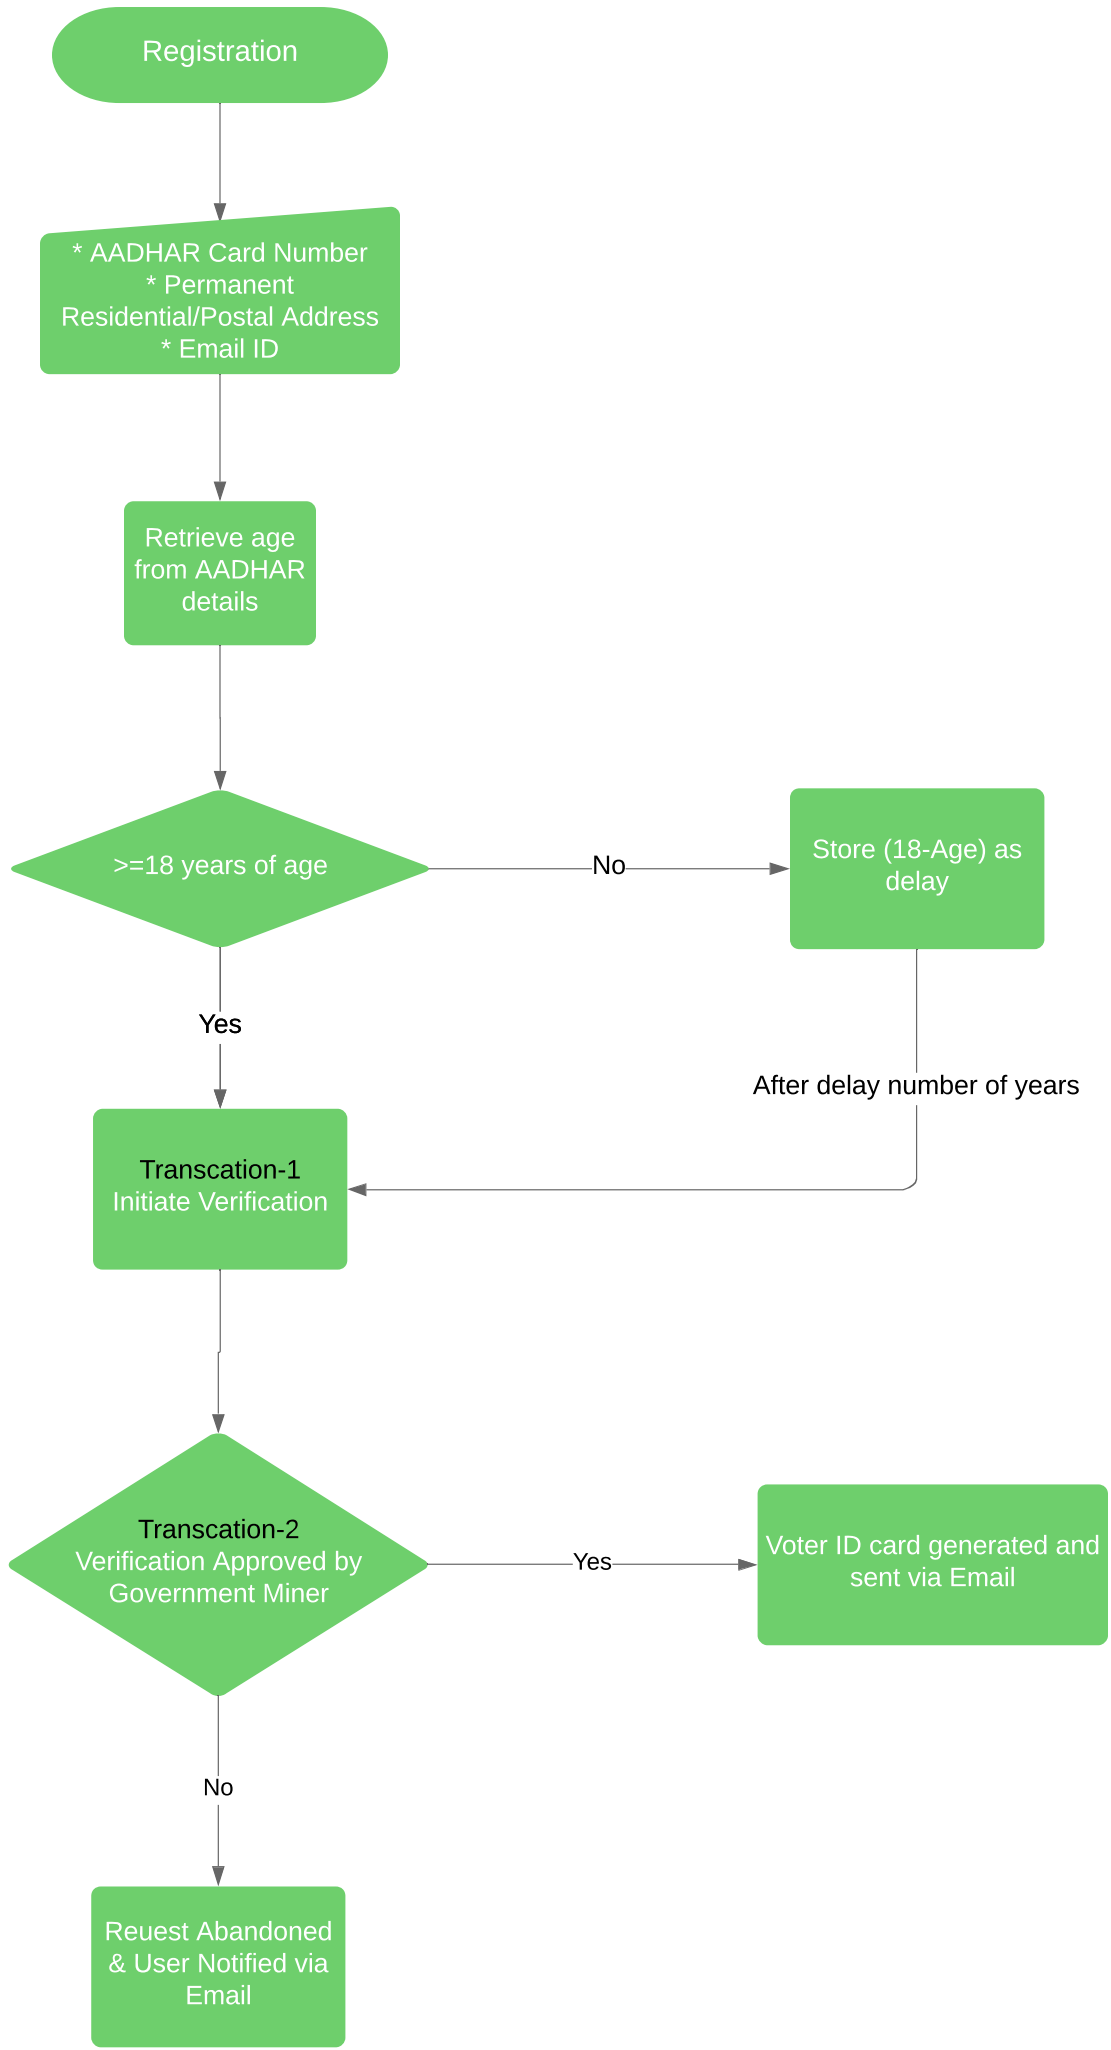 Registration
* AADHAR Card Number
* Permanent
Residential/Postal Address
* Email ID
Retrieve age
from AADHAR
details
>=18 years of age
No
Store (18-Age) as
delay
Yes
After delay number of years
Transcation-1
Initiate Verification
Transcation-2
Verification Approved by
Government Miner
Yes
Voter ID card generated and
sent via Email
No
Reuest Abandoned
& User Notified via
Email